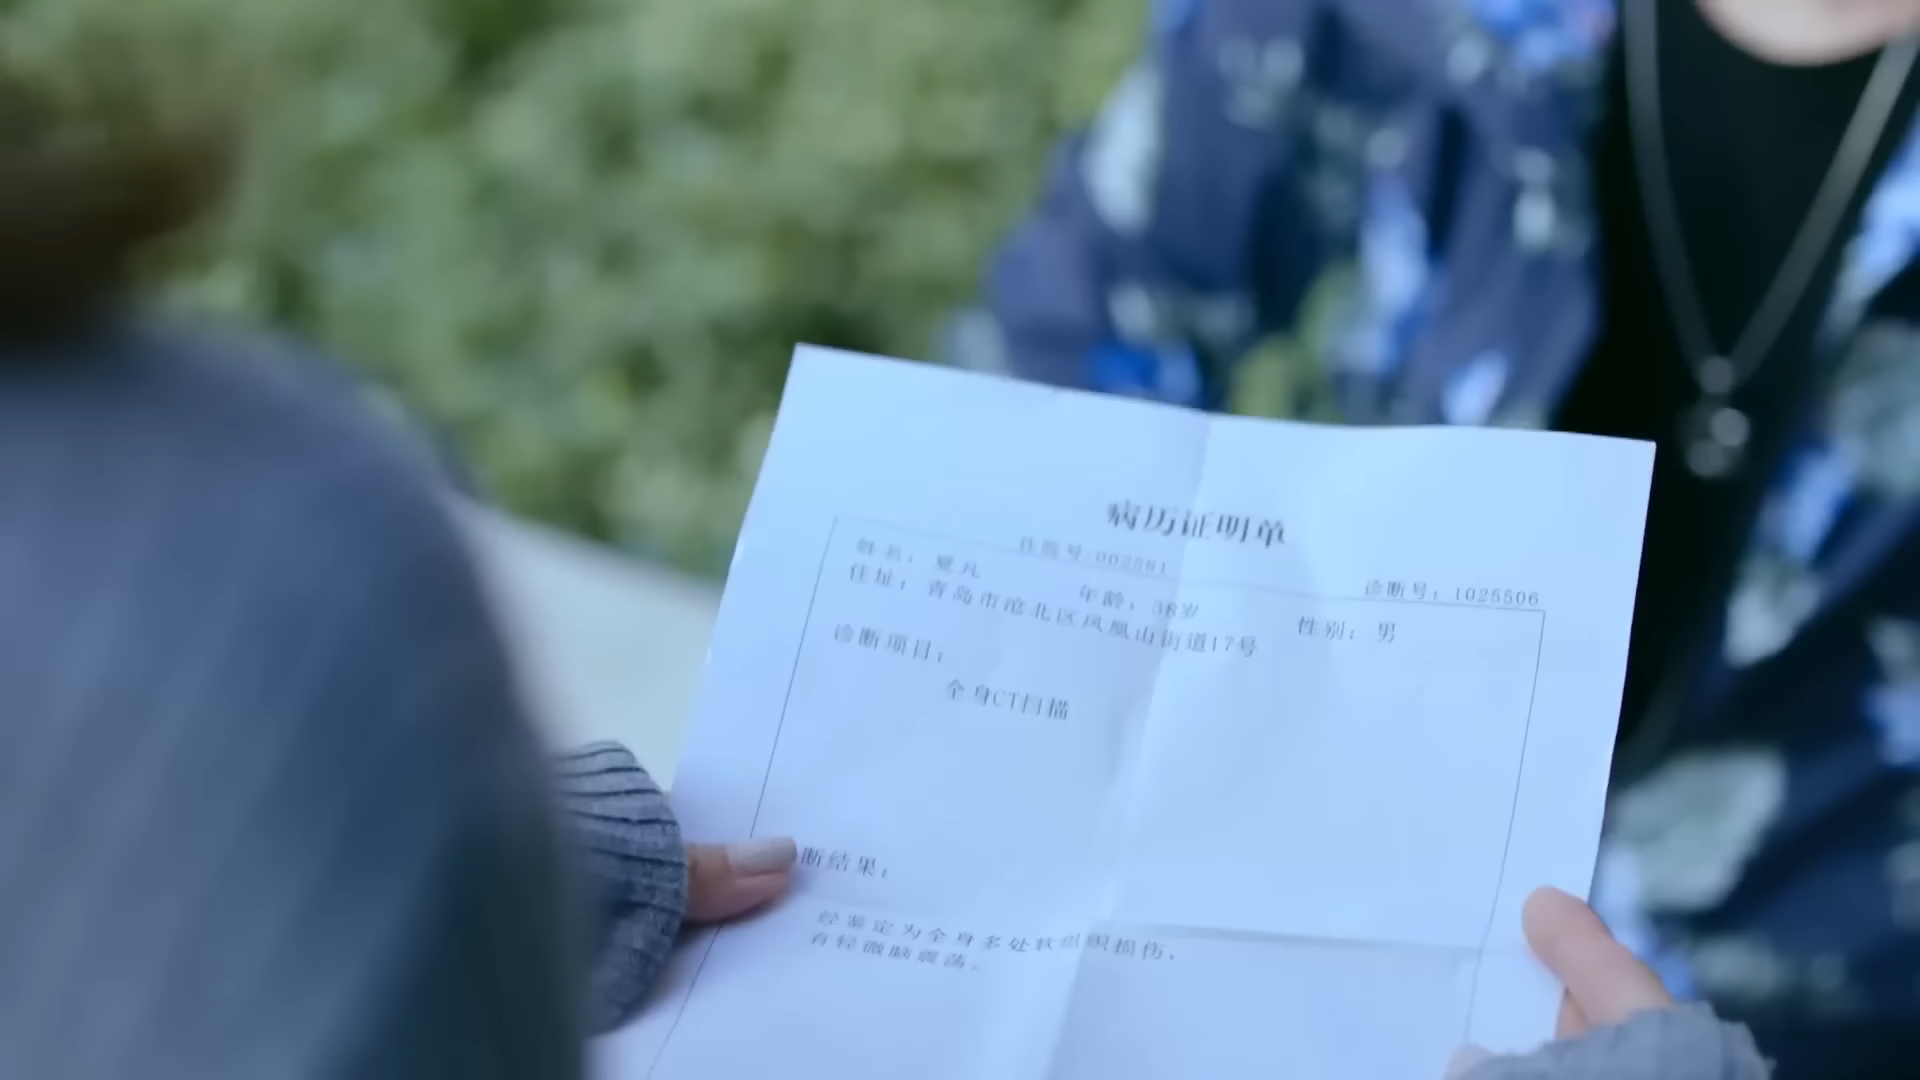 病历证明单
住院号:002581
诊断号：1025506
姓名：夏凡 年龄：38岁 性别：男
住址：青岛市沧北区凤凰山街道17号
诊断项目：
全身CT扫描
断结果：
经鉴定为全身多处软组织损伤，
有轻微脑震荡。